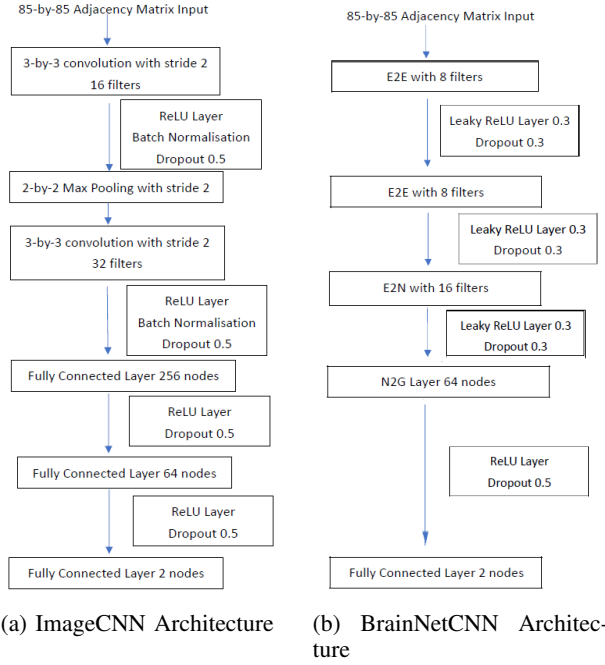 85-by-85 Adjacency Matrix Input
3-by-3 convolution with stride 2
16 filters
ReLU Layer
Batch Normalisation
Dropout 0.5
2-by-2 Max Pooling with stride 2
3-by-3 convolution with stride 2
32 filters
ReLU Layer
Batch Normalisation
Dropout 0.5
Fully Connected Layer 256 nodes
ReLU Layer
Dropout 0.5
Fully Connected Layer 64 nodes
ReLU Layer
Dropout 0.5
Fully Connected Layer 2 nodes
(a) ImageCNN Architecture
85-by-85 Adjacency Matrix Input
E2E with 8 filters
Leaky ReLU Layer 0.3
Dropout 0.3
E2E with 8 filters
Leaky ReLU Layer 0.3
Dropout 0.3
E2N with 16 filters
Leaky ReLU Layer 0.3
Dropout 0.3
N2G Layer 64 nodes
ReLU Layer
Dropout 0.5
Fully Connected Layer 2 nodes
(b) BrainNetCNN Architec-
ture